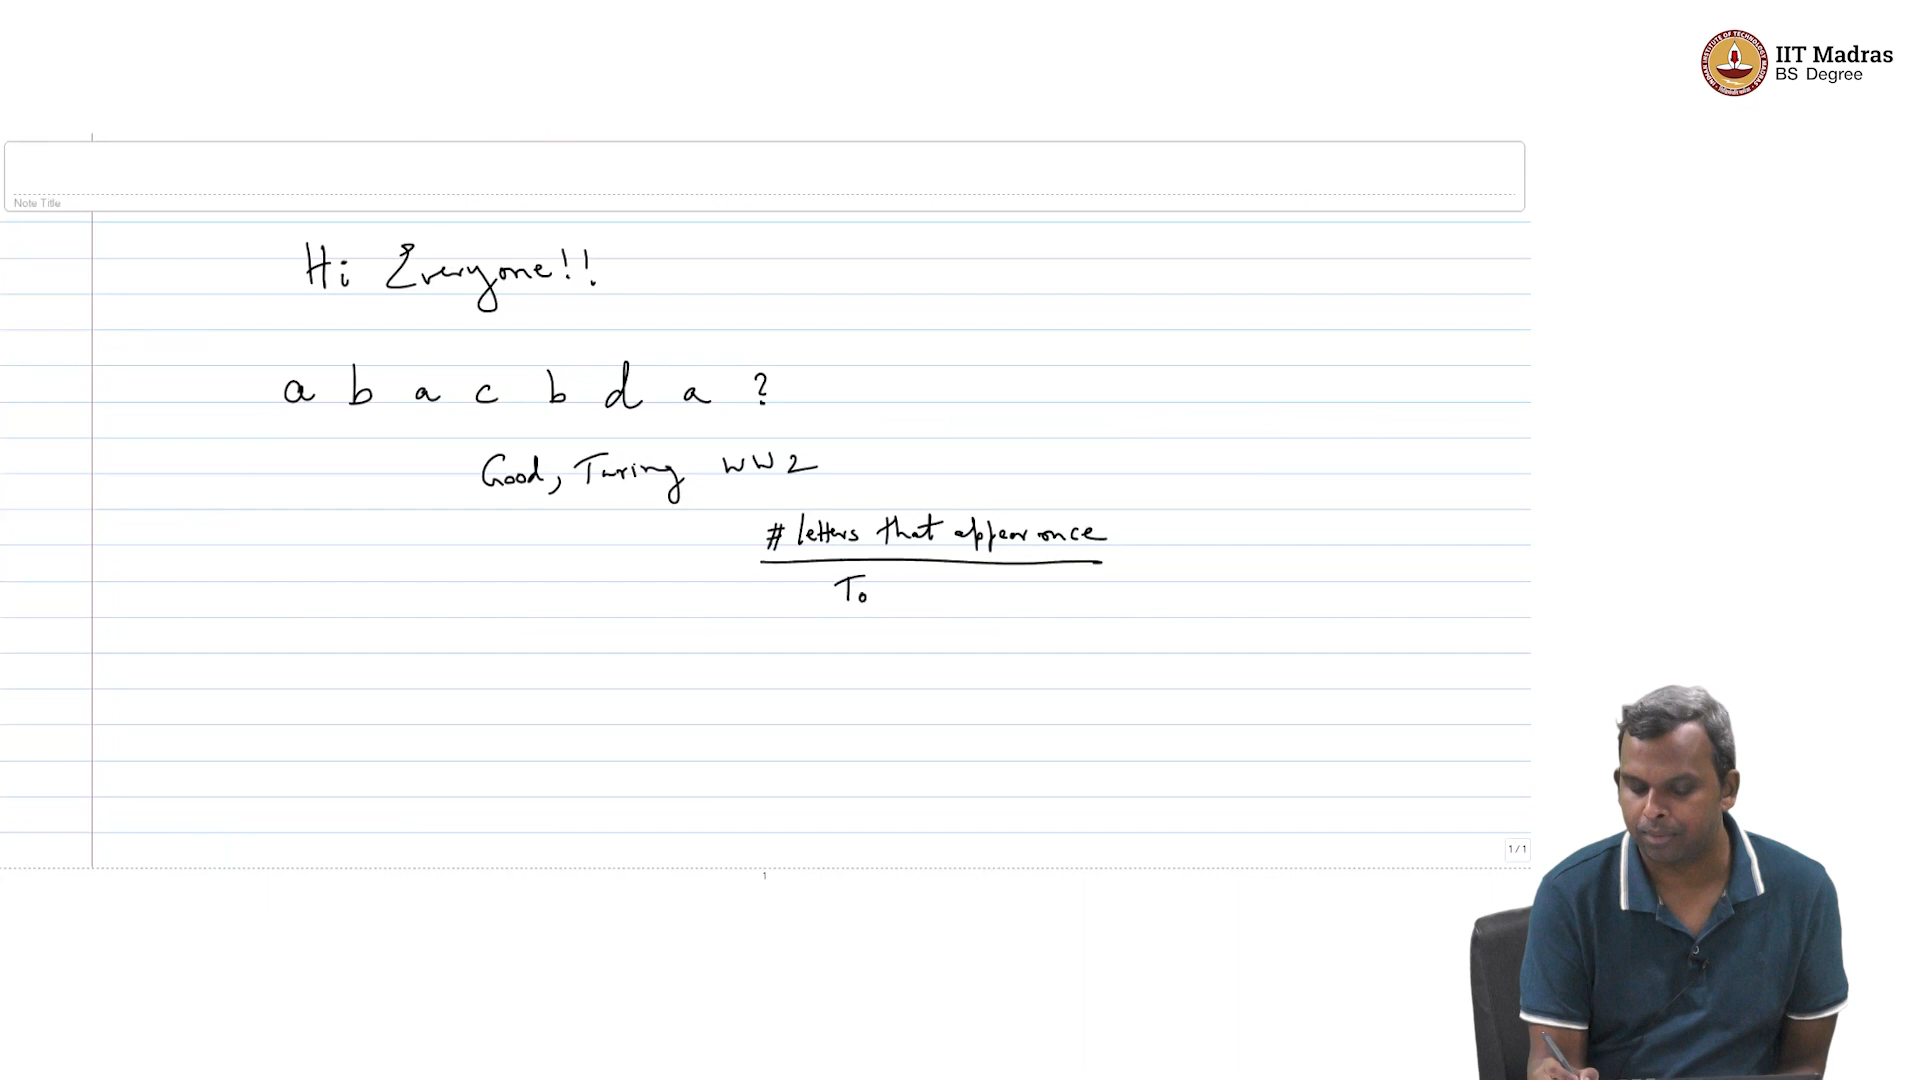 IIT Madras
BS Degree
Note Title
Hi Everyone!!
a b a c b d a ?
Good, Turing WW2
# letters that appear once
To
1/1
1